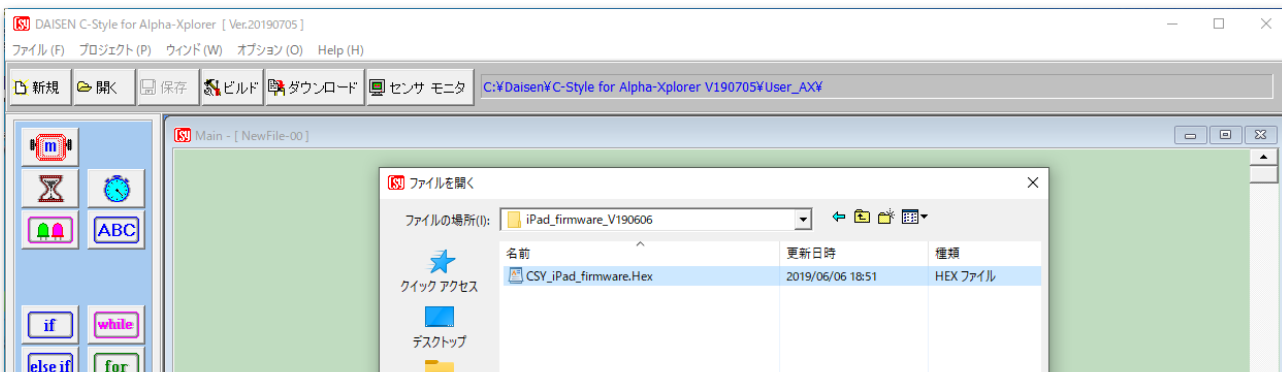 DAISEN C-Style for Alpha-Xplorer [ Ver.20190705 ]
ファイル (F) プロジェクト (P) ウィンド (W) オプション (O) Help (H)
新規 開く 保存 ビルド ダウンロード センサ モニタ C:¥Daisen¥C-Style for Alpha-Xplorer V190705¥User_AX¥
m
Main - [ NewFile-00 ]
ABC
if while
else if for
ファイルを開く
ファイルの場所(I): iPad_firmware_V190606
名前 更新日時 種類
CSY_iPad_firmware.Hex 2019/06/06 18:51 HEX ファイル
クイック アクセス
デスクトップ